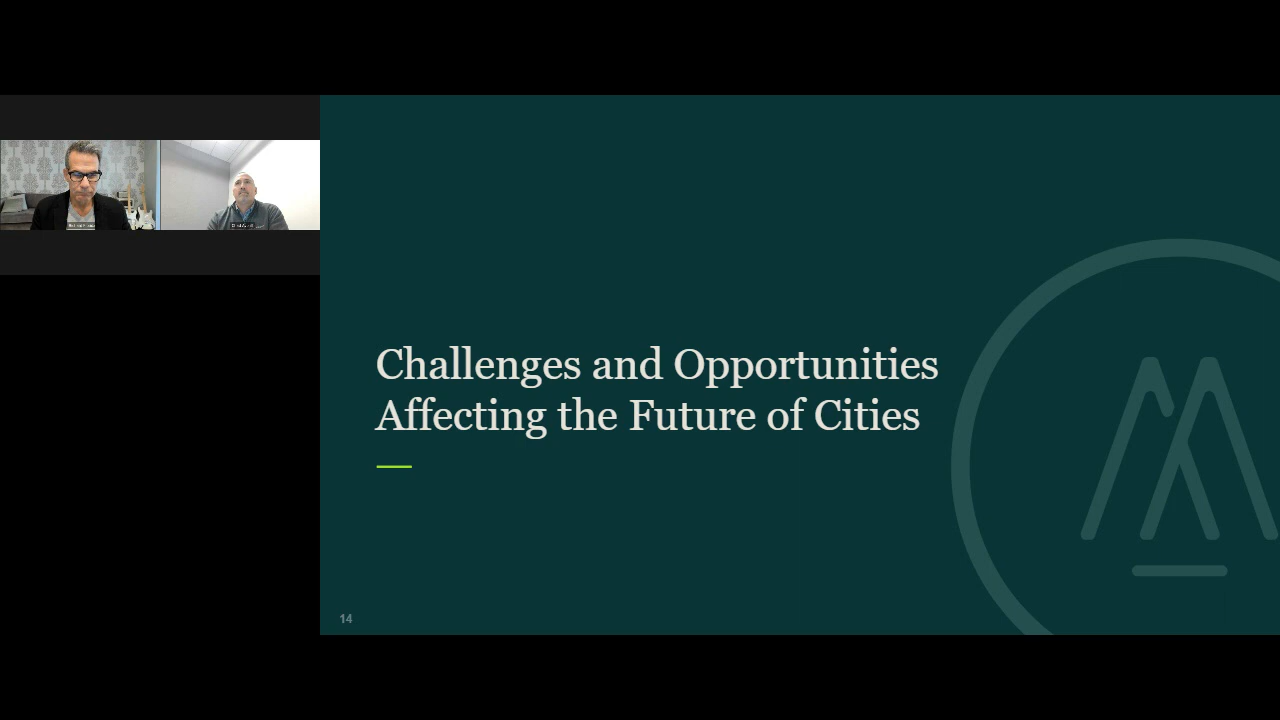 Challenges and Opportunities
Affecting the Future of Cities
14